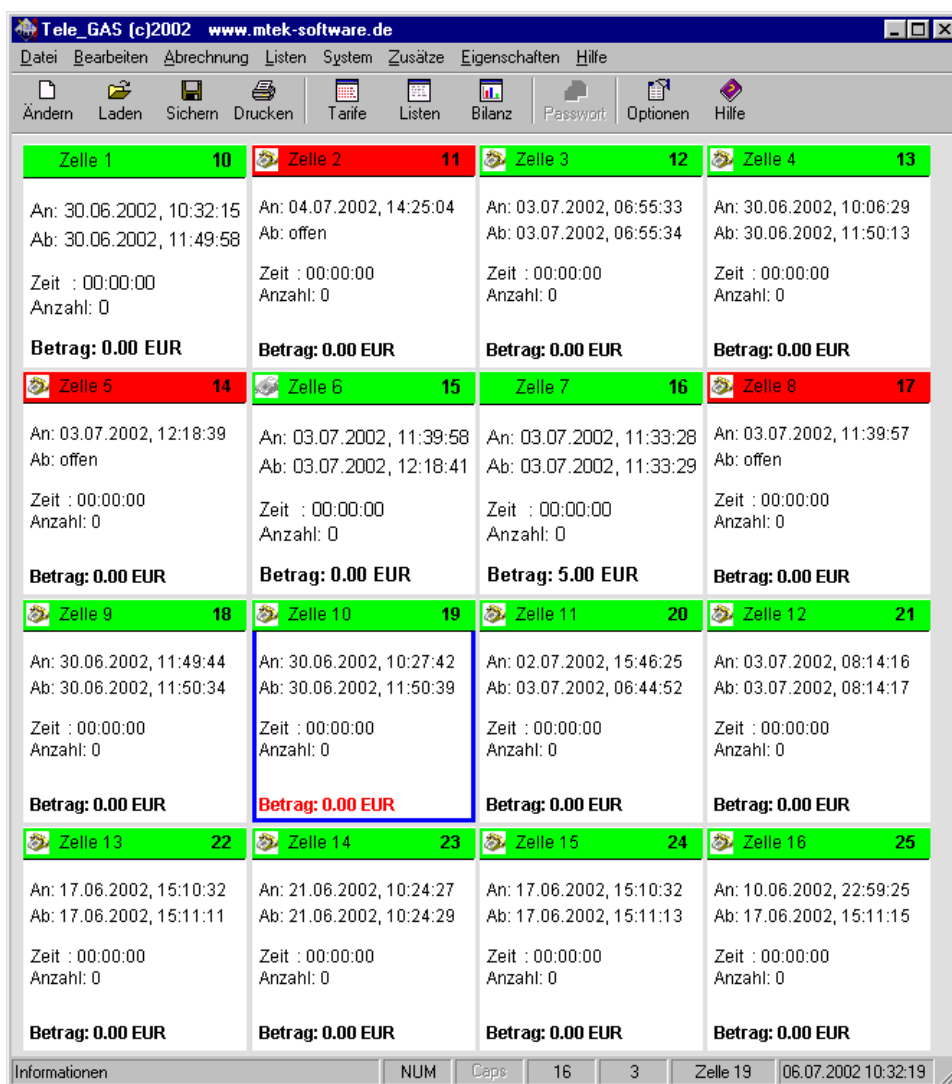 Tele_GAS (c)2002 www.mtek-software.de
Datei Bearbeiten Abrechnung Listen System Zusätze Eigenschaften Hilfe
Ändern Laden Sichern Drucken Tarife Listen Bilanz Passwort Optionen Hilfe
Zelle 1 10
An: 30.06.2002, 10:32:15
Ab: 30.06.2002, 11:49:58
Zeit : 00:00:00
Anzahl: 0
Betrag: 0.00 EUR
Zelle 2 11
An: 04.07.2002, 14:25:04
Ab: offen
Zeit : 00:00:00
Anzahl: 0
Betrag: 0.00 EUR
Zelle 3 12
An: 03.07.2002, 06:55:33
Ab: 03.07.2002, 06:55:34
Zeit : 00:00:00
Anzahl: 0
Betrag: 0.00 EUR
Zelle 4 13
An: 30.06.2002, 10:06:29
Ab: 30.06.2002, 11:50:13
Zeit : 00:00:00
Anzahl: 0
Betrag: 0.00 EUR
Zelle 5 14
An: 03.07.2002, 12:18:39
Ab: offen
Zeit : 00:00:00
Anzahl: 0
Betrag: 0.00 EUR
Zelle 6 15
An: 03.07.2002, 11:39:58
Ab: 03.07.2002, 12:18:41
Zeit : 00:00:00
Anzahl: 0
Betrag: 0.00 EUR
Zelle 7 16
An: 03.07.2002, 11:33:28
Ab: 03.07.2002, 11:33:29
Zeit : 00:00:00
Anzahl: 0
Betrag: 5.00 EUR
Zelle 8 17
An: 03.07.2002, 11:39:57
Ab: offen
Zeit : 00:00:00
Anzahl: 0
Betrag: 0.00 EUR
Zelle 9 18
An: 30.06.2002, 11:49:44
Ab: 30.06.2002, 11:50:34
Zeit : 00:00:00
Anzahl: 0
Betrag: 0.00 EUR
Zelle 10 19
An: 30.06.2002, 10:27:42
Ab: 30.06.2002, 11:50:39
Zeit : 00:00:00
Anzahl: 0
Betrag: 0.00 EUR
Zelle 11 20
An: 02.07.2002, 15:46:25
Ab: 03.07.2002, 06:44:52
Zeit : 00:00:00
Anzahl: 0
Betrag: 0.00 EUR
Zelle 12 21
An: 03.07.2002, 08:14:16
Ab: 03.07.2002, 08:14:17
Zeit : 00:00:00
Anzahl: 0
Betrag: 0.00 EUR
Zelle 13 22
An: 17.06.2002, 15:10:32
Ab: 17.06.2002, 15:11:11
Zeit : 00:00:00
Anzahl: 0
Betrag: 0.00 EUR
Zelle 14 23
An: 21.06.2002, 10:24:27
Ab: 21.06.2002, 10:24:29
Zeit : 00:00:00
Anzahl: 0
Betrag: 0.00 EUR
Zelle 15 24
An: 17.06.2002, 15:10:32
Ab: 17.06.2002, 15:11:13
Zeit : 00:00:00
Anzahl: 0
Betrag: 0.00 EUR
Zelle 16 25
An: 10.06.2002, 22:59:25
Ab: 17.06.2002, 15:11:15
Zeit : 00:00:00
Anzahl: 0
Betrag: 0.00 EUR
Informationen NUM Caps 16 3 Zelle 19 06.07.2002 10:32:19